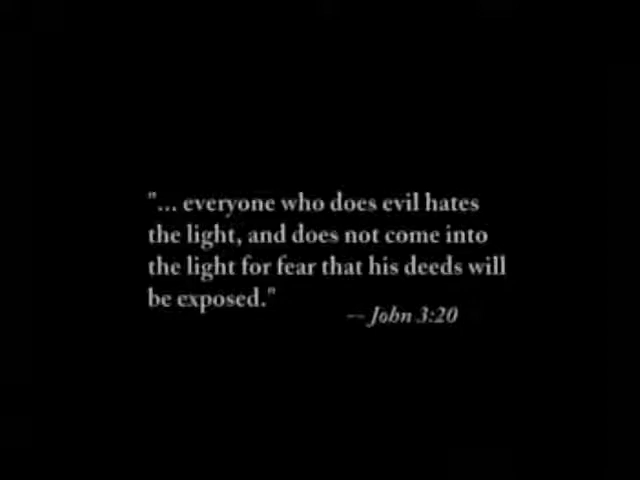 "... everyone who does evil hates
the light, and does not come into
the light for fear that his deeds will
be exposed."
-- John 3:20